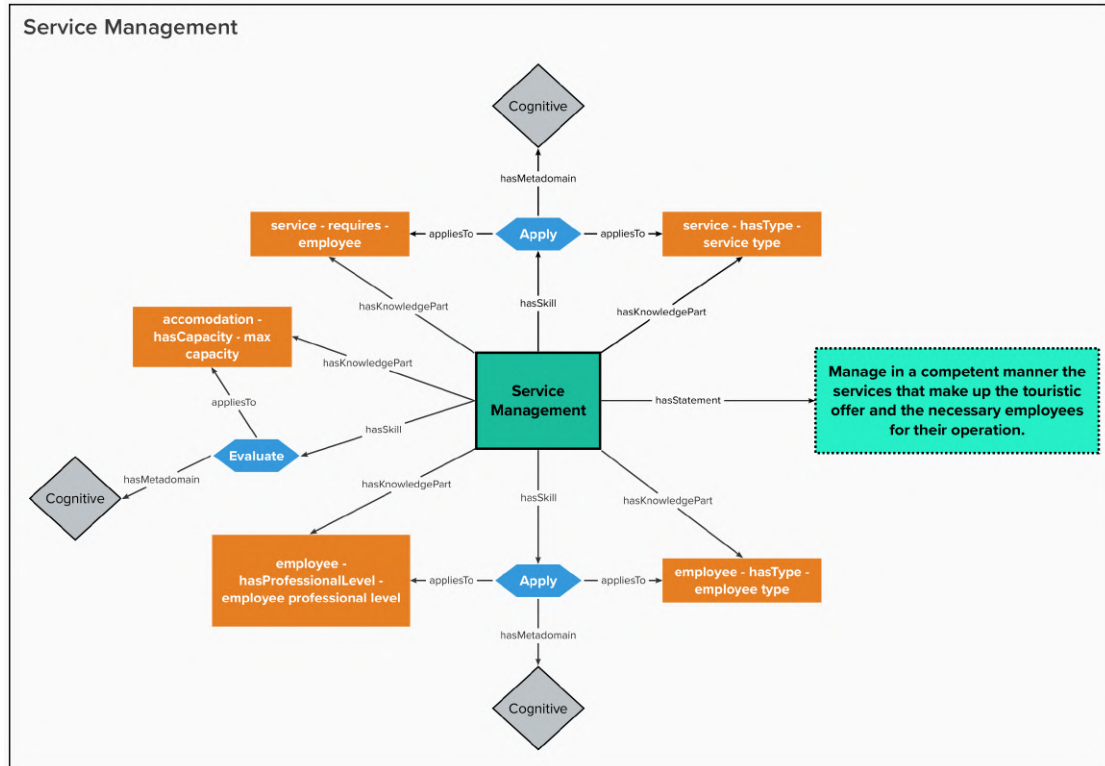 Service Management
Cognitive
hasMetadomain
service - requires -
employee
appliesTo
Apply
appliesTo
service - hasType -
service type
hasKnowledgePart
hasSkill
hasKnowledgePart
accomodation -
hasCapacity - max
capacity
hasKnowledgePart
Service
Management
hasStatement
Manage in a competent manner the
services that make up the touristic
offer and the necessary employees
for their operation.
appliesTo
hasSkill
Evaluate
hasMetadomain
Cognitive
hasKnowledgePart
hasSkill
hasKnowledgePart
employee -
hasProfessionalLevel -
employee professional level
appliesTo
Apply
appliesTo
employee - hasType -
employee type
hasMetadomain
Cognitive